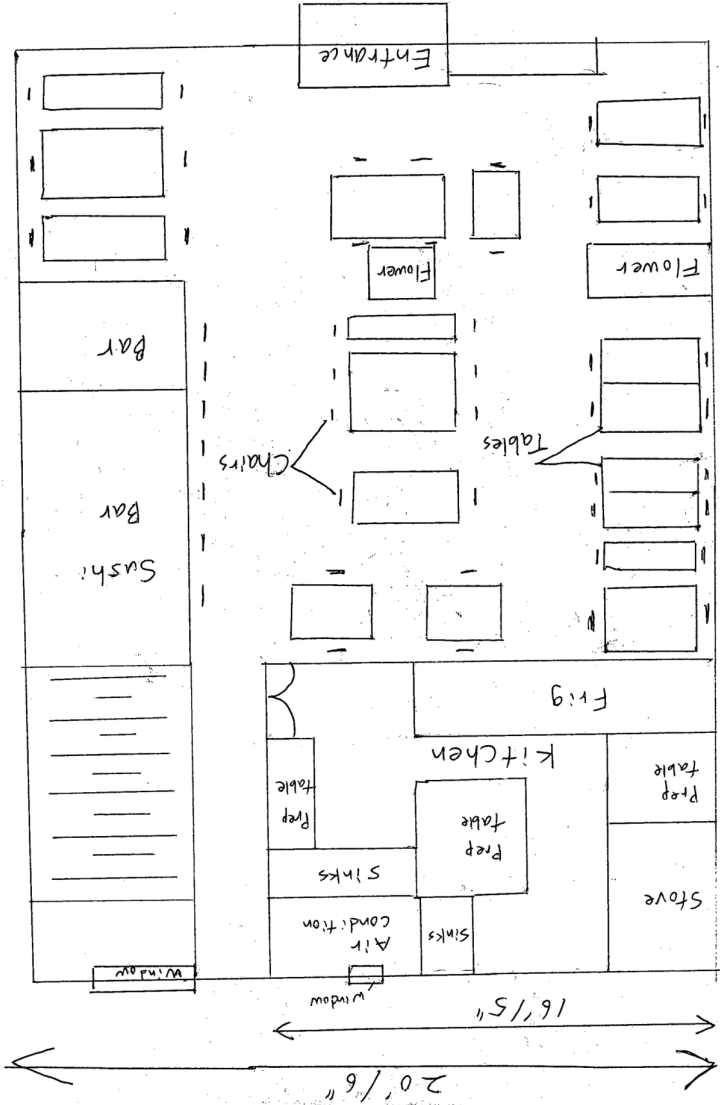 20'/6"
16'/5"
window
Window
Air
condition
Sinks
Stove
Sinks
Prep
table
Prep
table
Prep
table
Kitchen
Frig
Sushi
Bar
Tables
Chairs
Bar
Flower
Flower
Entrance